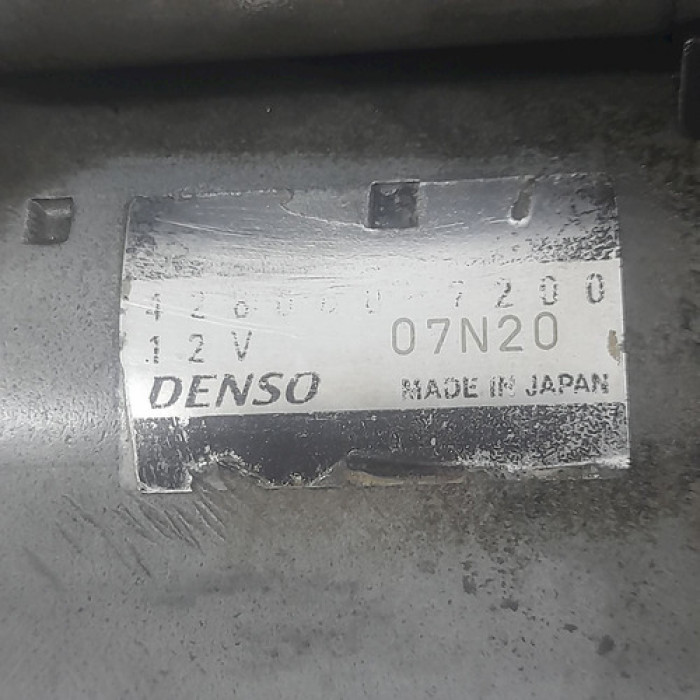 428000-7200
12V 07N20
DENSO MADE IN JAPAN